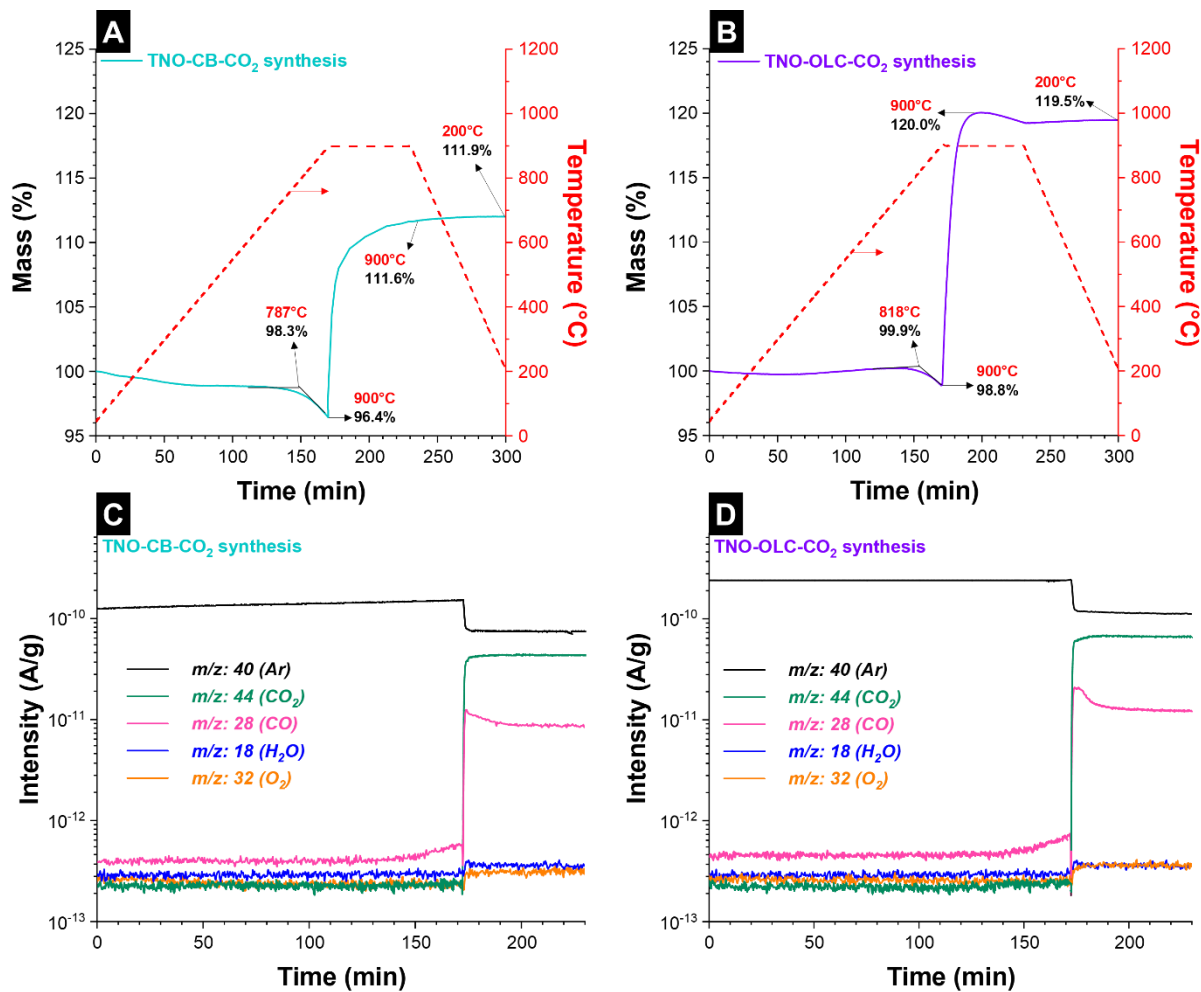 A
TNO-CB-CO₂ synthesis
125
120
115
110
105
100
95
Mass (%)
0
50
100
150
200
250
300
Time (min)
1200
1000
800
600
400
200
0
Temperature (°C)
200°C
111.9%
900°C
111.6%
787°C
98.3%
900°C
96.4%
B
TNO-OLC-CO₂ synthesis
125
120
115
110
105
100
95
Mass (%)
0
50
100
150
200
250
300
Time (min)
1200
1000
800
600
400
200
0
Temperature (°C)
200°C
119.5%
900°C
120.0%
818°C
99.9%
900°C
98.8%
C
TNO-CB-CO₂ synthesis
10⁻¹⁰
10⁻¹¹
10⁻¹²
10⁻¹³
Intensity (A/g)
m/z: 40 (Ar)
m/z: 44 (CO₂)
m/z: 28 (CO)
m/z: 18 (H₂O)
m/z: 32 (O₂)
0
50
100
150
200
Time (min)
D
TNO-OLC-CO₂ synthesis
10⁻¹⁰
10⁻¹¹
10⁻¹²
10⁻¹³
Intensity (A/g)
m/z: 40 (Ar)
m/z: 44 (CO₂)
m/z: 28 (CO)
m/z: 18 (H₂O)
m/z: 32 (O₂)
0
50
100
150
200
Time (min)